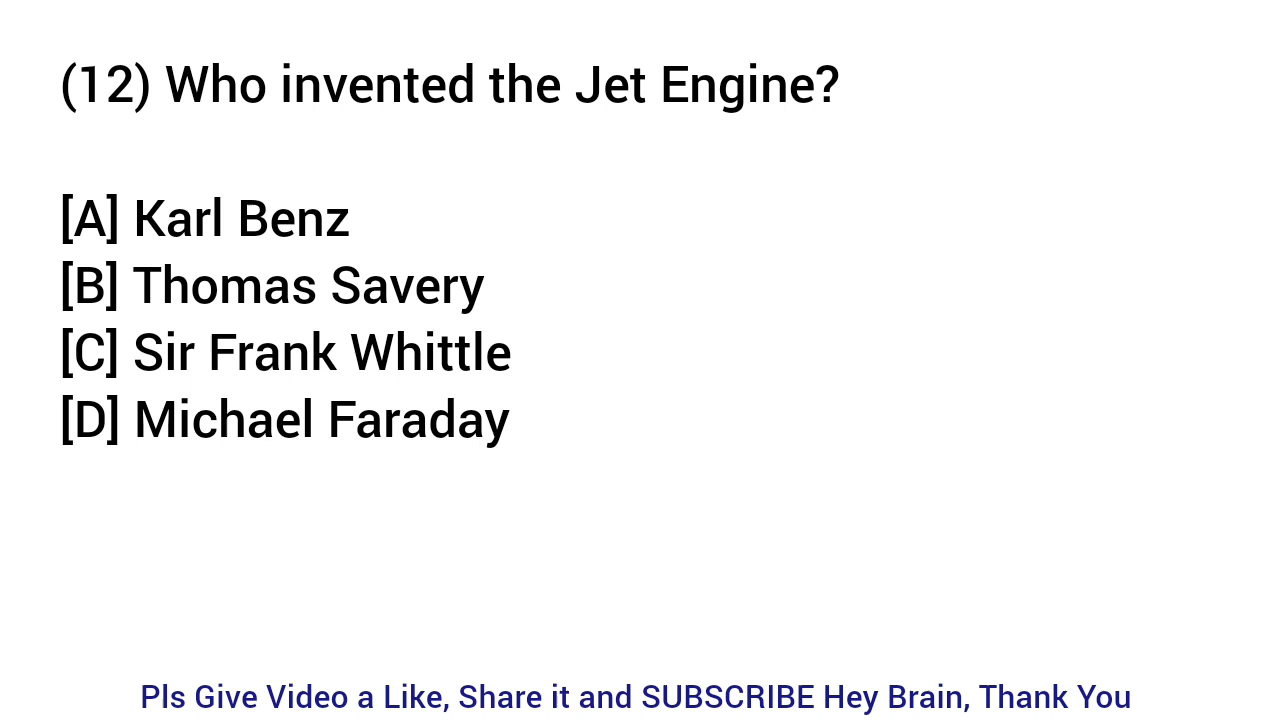 (12) Who invented the Jet Engine?
[A] Karl Benz
[B] Thomas Savery
[C] Sir Frank Whittle
[D] Michael Faraday
Pls Give Video a Like, Share it and SUBSCRIBE Hey Brain, Thank You